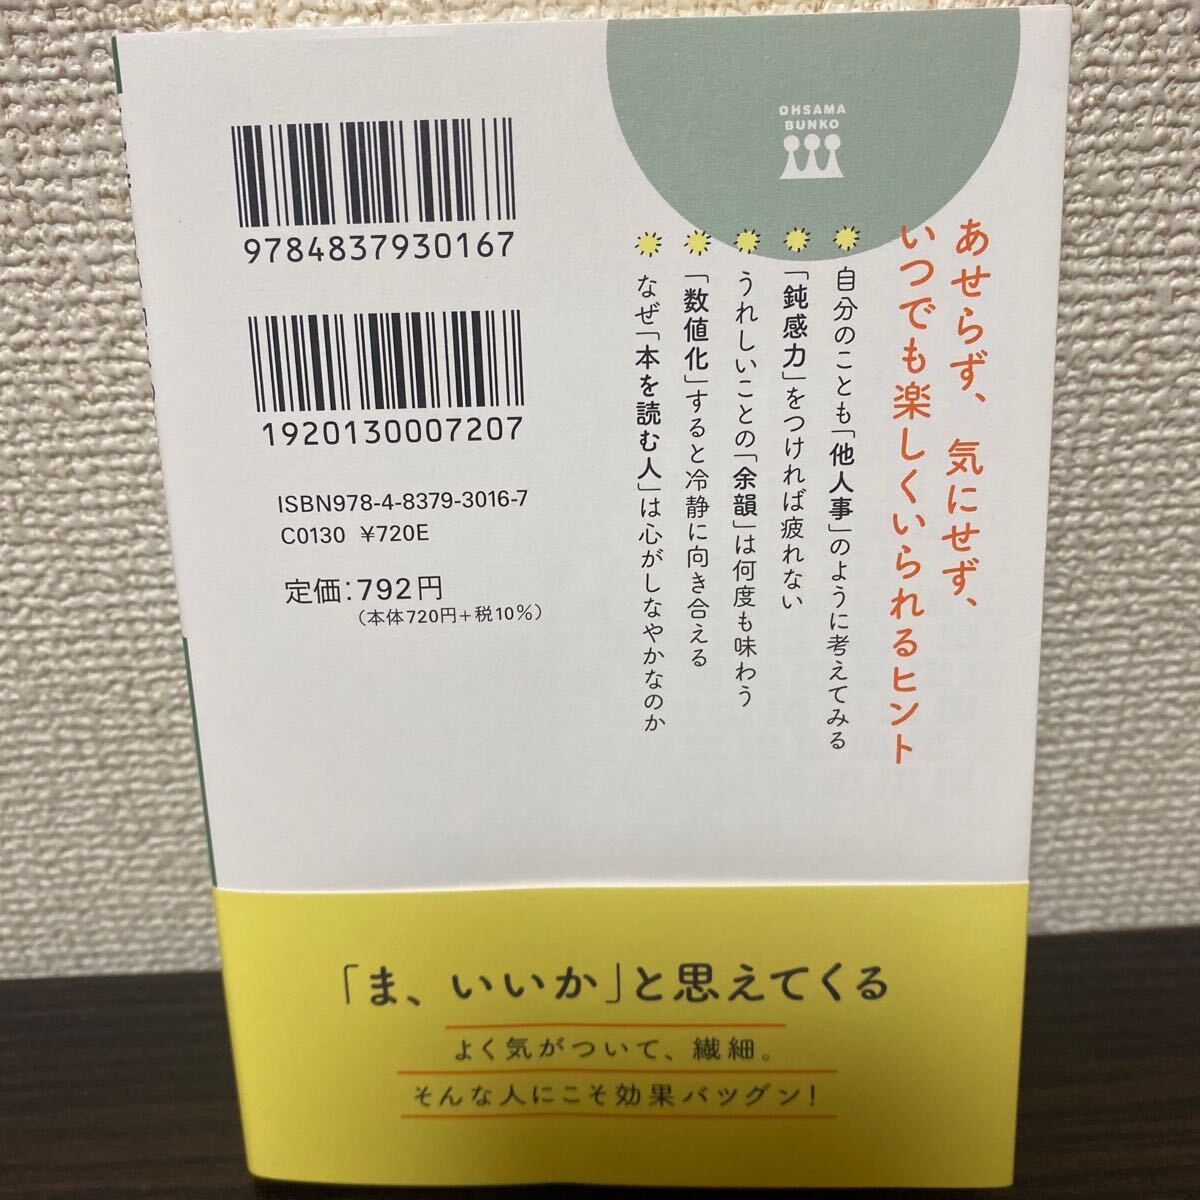 OHSAMA
BUNKO
あせらず、気にせず、
いつでも楽しくいられるヒント
自分のことも「他人事」のように考えてみる
「鈍感力」をつければ疲れない
うれしいことの「余韻」は何度も味わう
「数値化」すると冷静に向き合える
なぜ「本を読む人」は心がしなやかなのか
9784837930167
1920130007207
ISBN978-4-8379-3016-7
C0130 ¥720E
定価:792円
(本体720円+税10%)
「ま、いいか」と思えてくる
よく気がついて、繊細。
そんな人にこそ効果バツグン!